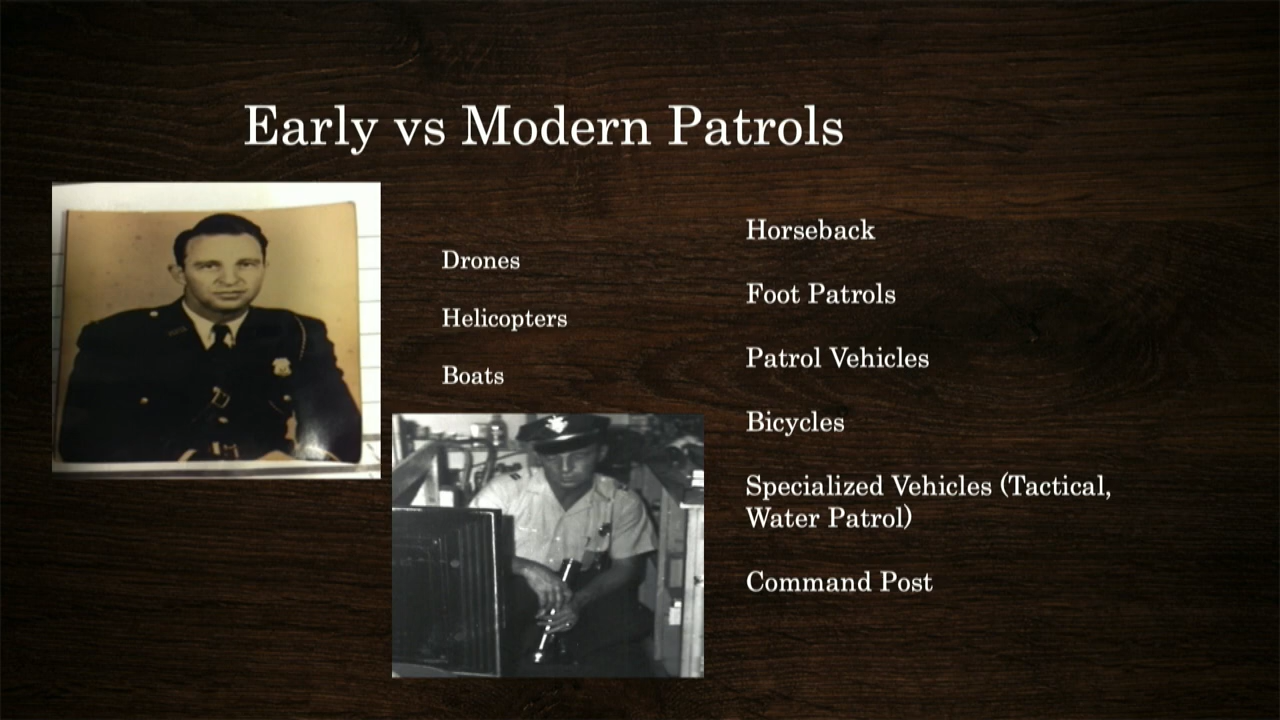 Early vs Modern Patrols
Drones
Helicopters
Boats
Horseback
Foot Patrols
Patrol Vehicles
Bicycles
Specialized Vehicles (Tactical,
Water Patrol)
Command Post